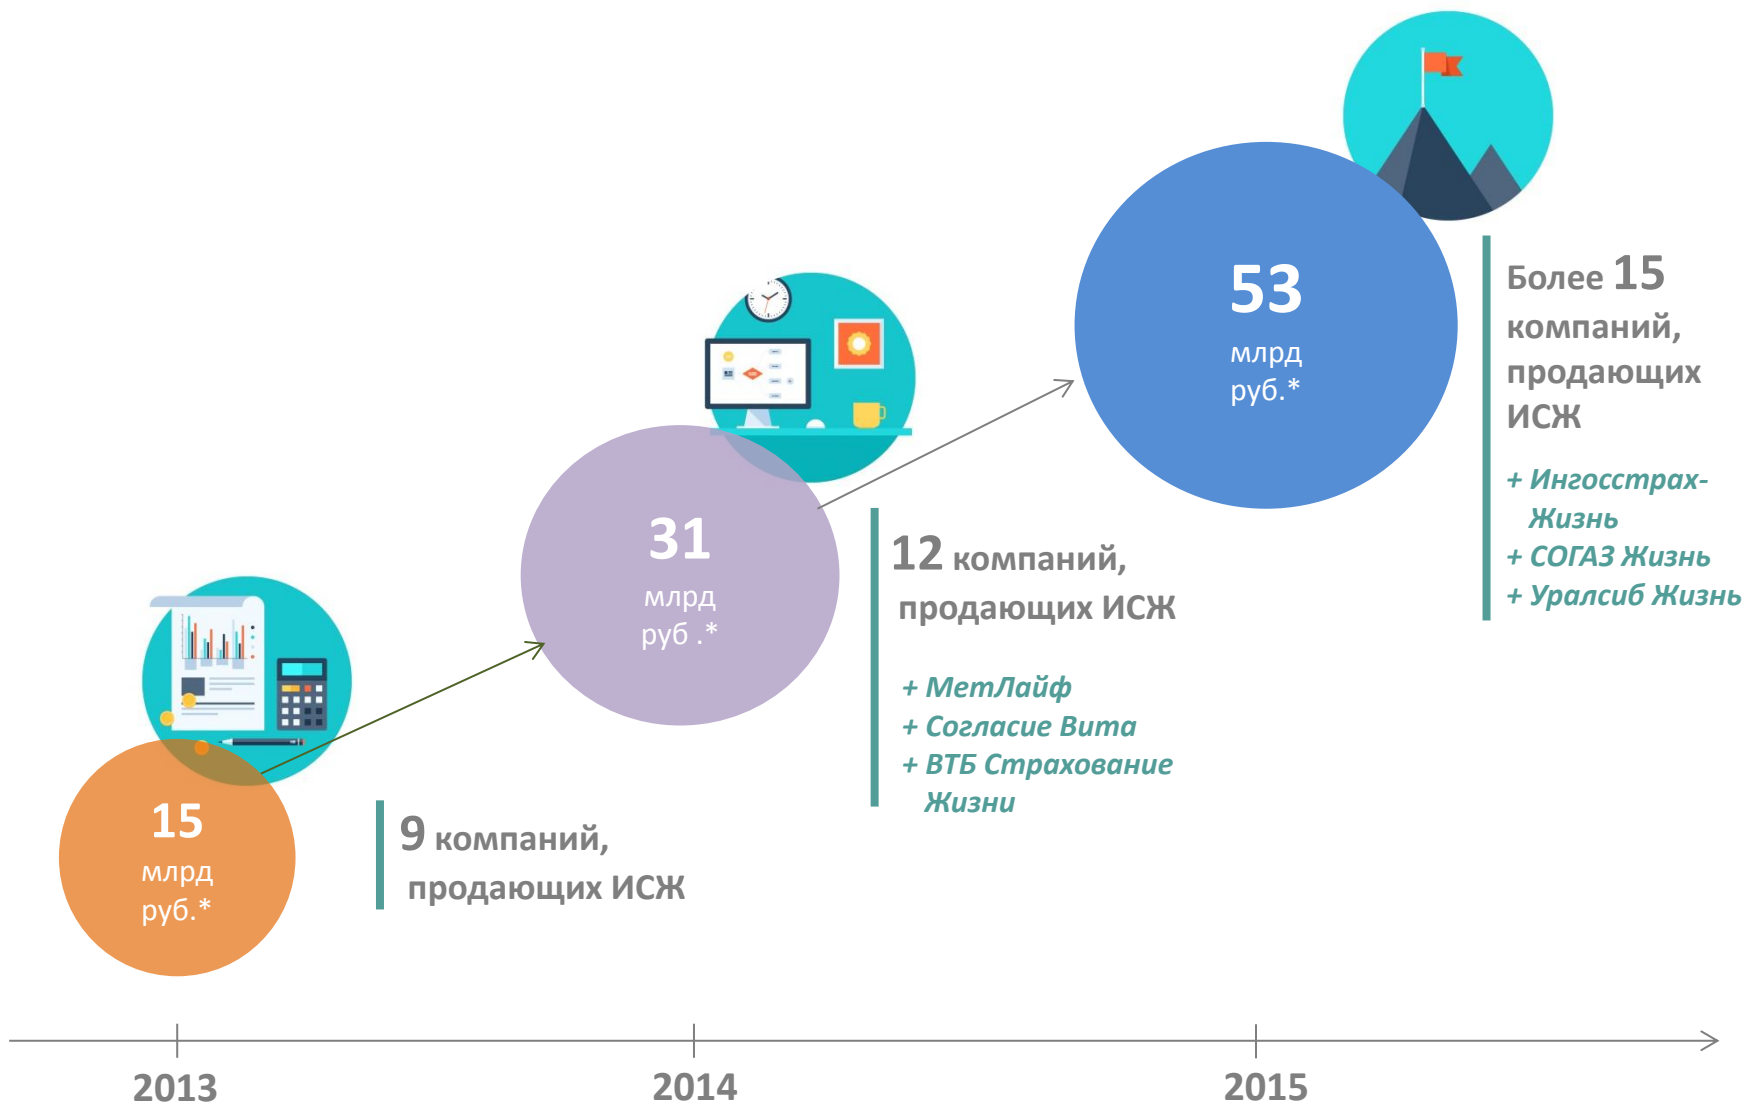 53
млрд
руб.*
Более 15
компаний,
продающих
ИСЖ
+ Ингосстрах-
Жизнь
+ СОГАЗ Жизнь
+ Уралсиб Жизнь
31
млрд
руб .*
12 компаний,
продающих ИСЖ
+ МетЛайф
+ Согласие Вита
+ ВТБ Страхование
Жизни
15
млрд
руб.*
9 компаний,
продающих ИСЖ
2013
2014
2015